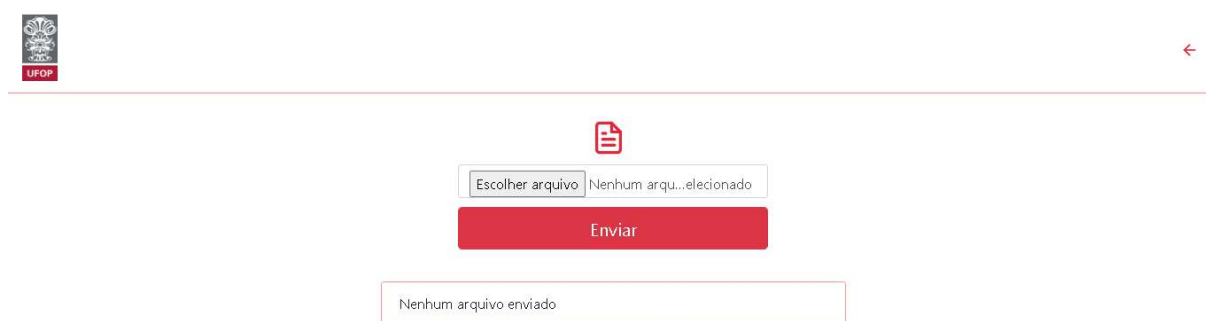 UFOP
Escolher arquivo Nenhum arqu...elecionado
Enviar
Nenhum arquivo enviado